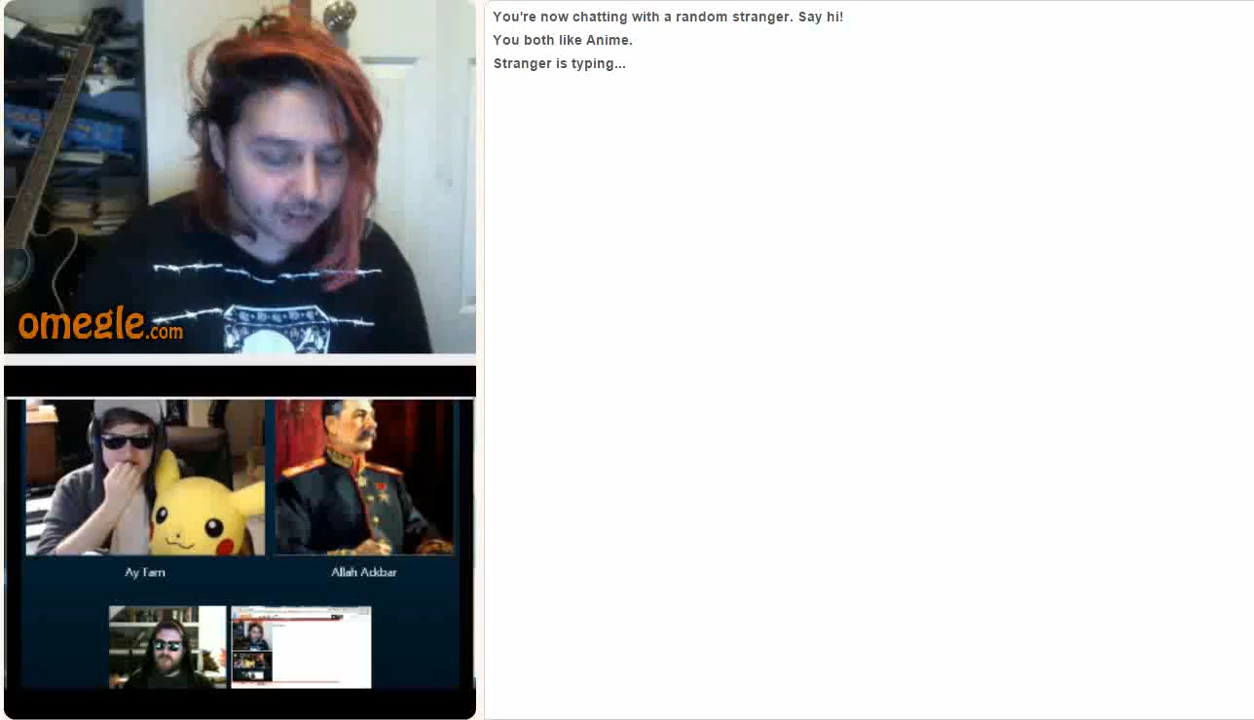 You're now chatting with a random stranger. Say hi!
You both like Anime.
Stranger is typing...
omegle.com
Ay Tarn
Allah Ackbar